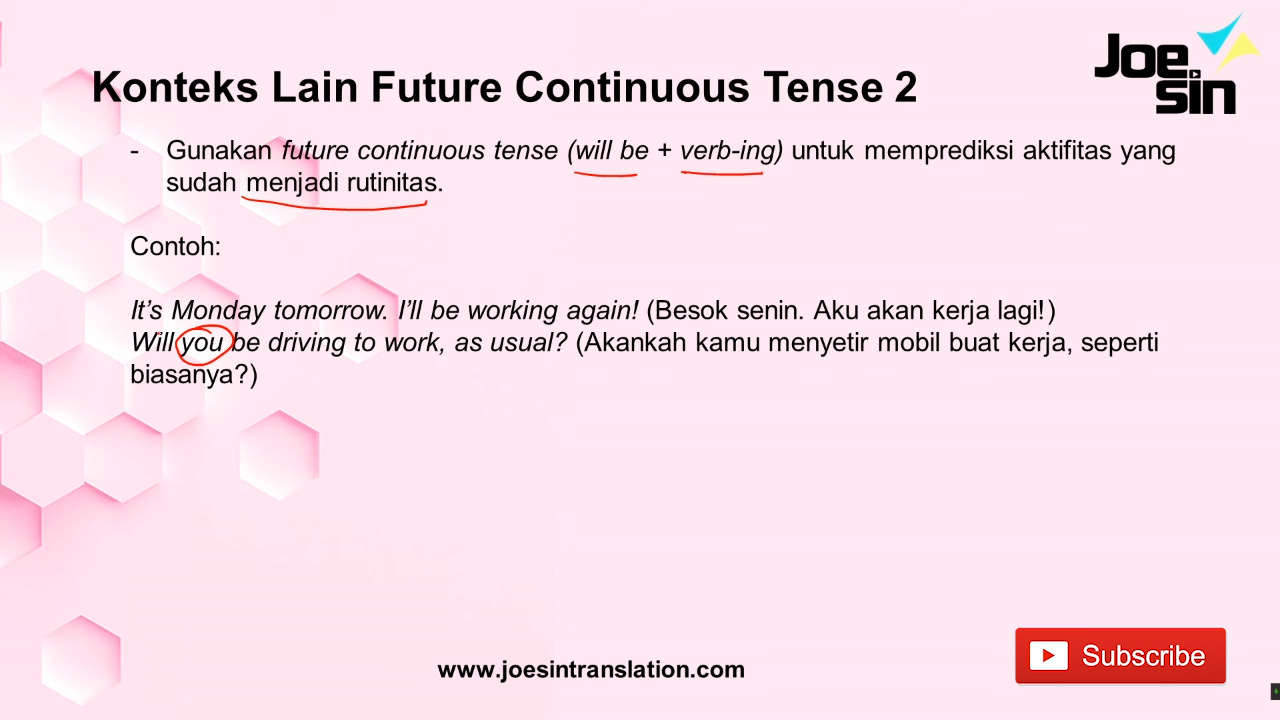 Joe
sin
Konteks Lain Future Continuous Tense 2
- Gunakan future continuous tense (will be + verb-ing) untuk memprediksi aktifitas yang
sudah menjadi rutinitas.
Contoh:
It’s Monday tomorrow. I’ll be working again! (Besok senin. Aku akan kerja lagi!)
Will you be driving to work, as usual? (Akankah kamu menyetir mobil buat kerja, seperti
biasanya?)
www.joesintranslation.com
Subscribe